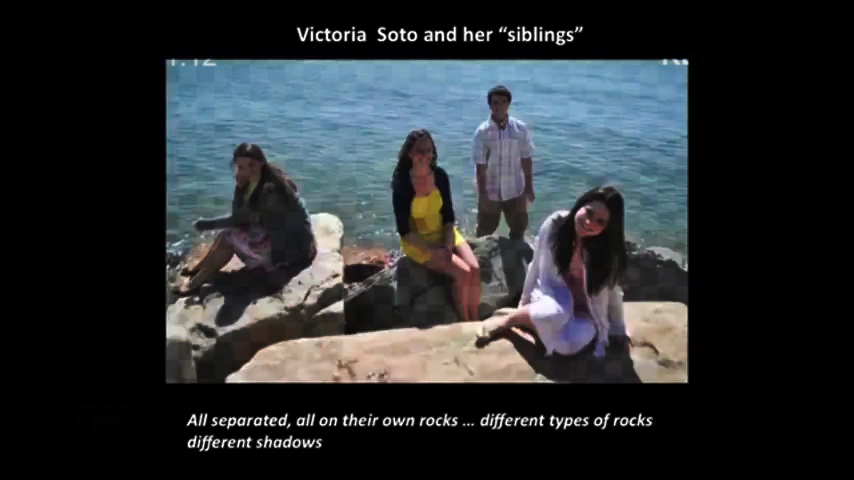 Victoria Soto and her “siblings”
All separated, all on their own rocks ... different types of rocks
different shadows